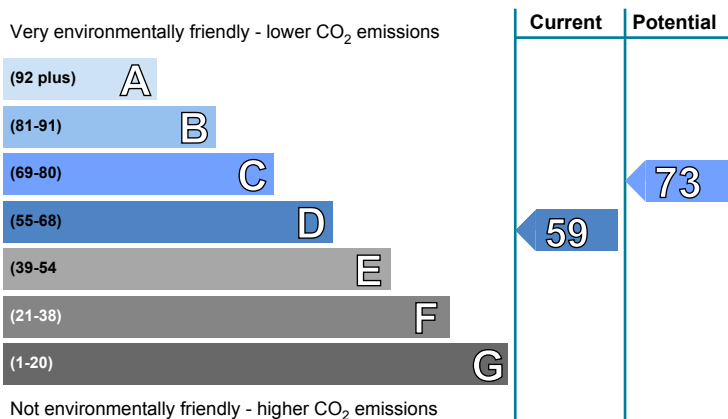 Current Potential
Very environmentally friendly - lower CO2 emissions
(92 plus) A
(81-91) B
(69-80) C
73
(55-68) D
59
(39-54 E
(21-38) F
(1-20) G
Not environmentally friendly - higher CO2 emissions